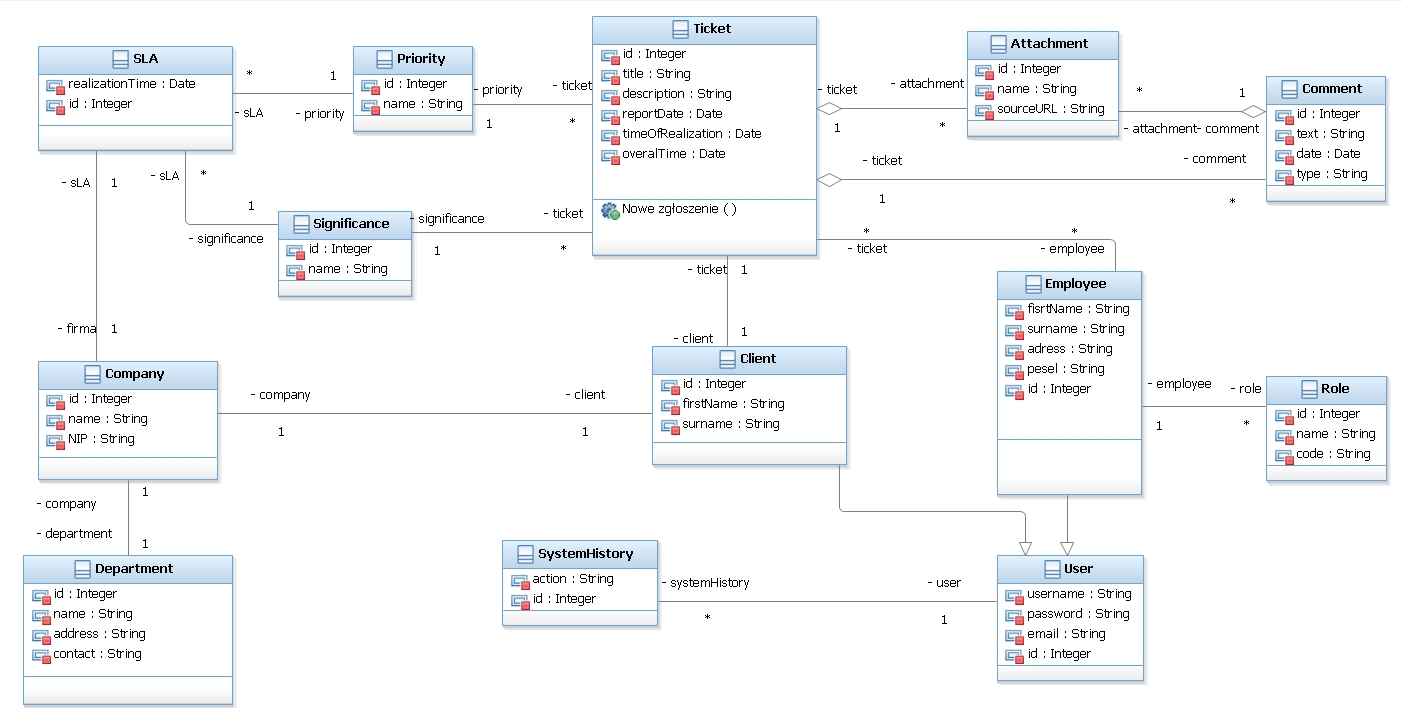 SLA
realizationTime : Date
id : Integer
*
1
- sLA
- priority
Priority
id : Integer
name : String
- priority
- ticket
1
*
Ticket
id : Integer
title : String
description : String
reportDate : Date
timeOfRealization : Date
overalTime : Date
Nowe zgłoszenie ( )
- ticket
- attachment
1
*
Attachment
id : Integer
name : String
sourceURL : String
*
1
- attachment
- comment
Comment
id : Integer
text : String
date : Date
type : String
- ticket
- comment
1
*
- sLA
1
- sLA
*
1
- significance
Significance
id : Integer
name : String
- significance
- ticket
1
*
*
*
- ticket
- employee
- ticket
1
- client
1
Employee
fisrtName : String
surname : String
adress : String
pesel : String
id : Integer
- firma
1
Company
id : Integer
name : String
NIP : String
- company
- client
1
1
Client
id : Integer
firstName : String
surname : String
- employee
- role
1
*
Role
id : Integer
name : String
code : String
1
- company
- department
1
Department
id : Integer
name : String
address : String
contact : String
SystemHistory
action : String
id : Integer
- systemHistory
- user
*
1
User
username : String
password : String
email : String
id : Integer